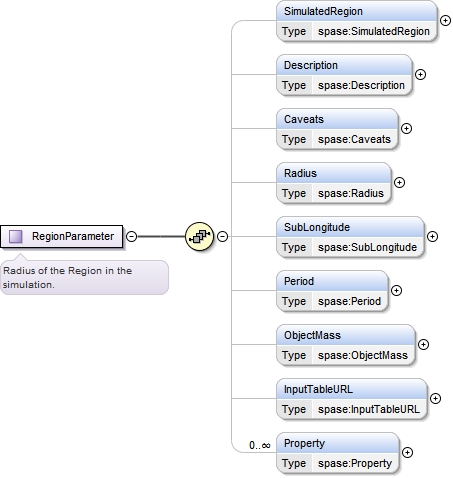 SimulatedRegion
Type spase:SimulatedRegion
Description
Type spase:Description
Caveats
Type spase:Caveats
Radius
Type spase:Radius
SubLongitude
Type spase:SubLongitude
RegionParameter
Radius of the Region in the
simulation.
Period
Type spase:Period
ObjectMass
Type spase:ObjectMass
InputTableURL
Type spase:InputTableURL
0..∞
Property
Type spase:Property